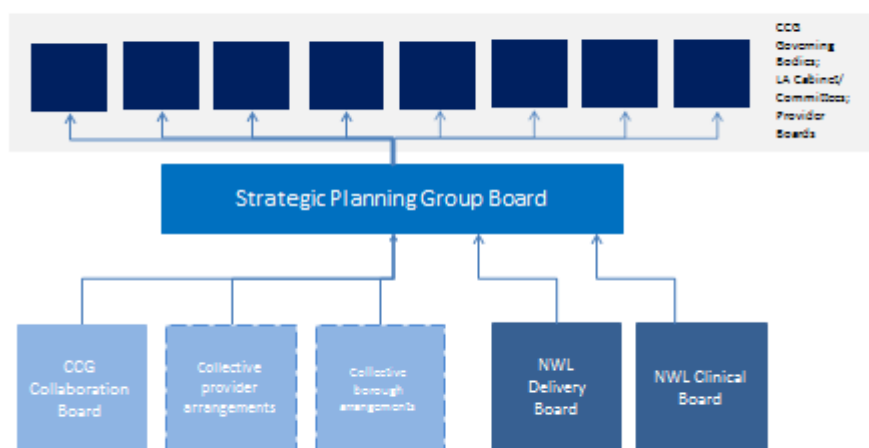 CCG
Governing
Bodies;
LA Cabinet/
Committees;
Provider
Boards
Strategic Planning Group Board
CCG
Collaboration
Board
Collective
provider
arrangements
Collective
borough
arrangements
NWL
Delivery
Board
NWL Clinical
Board